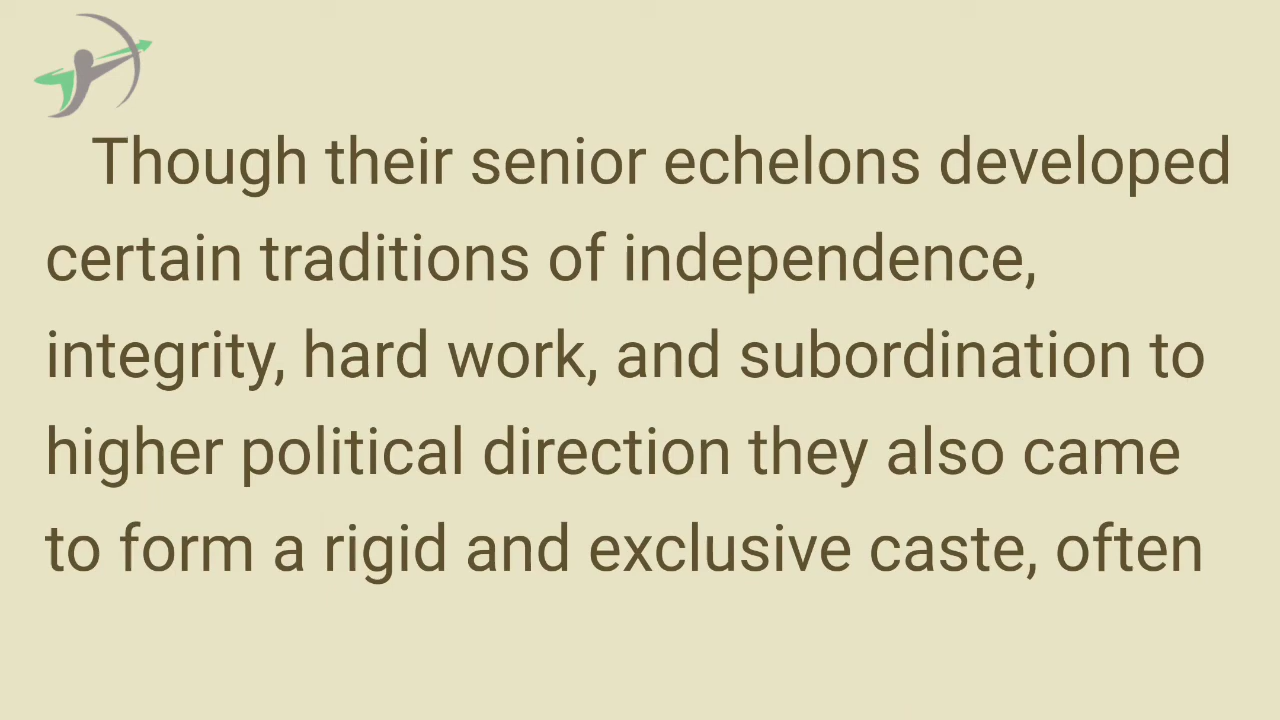 Though their senior echelons developed
certain traditions of independence,
integrity, hard work, and subordination to
higher political direction they also came
to form a rigid and exclusive caste, often